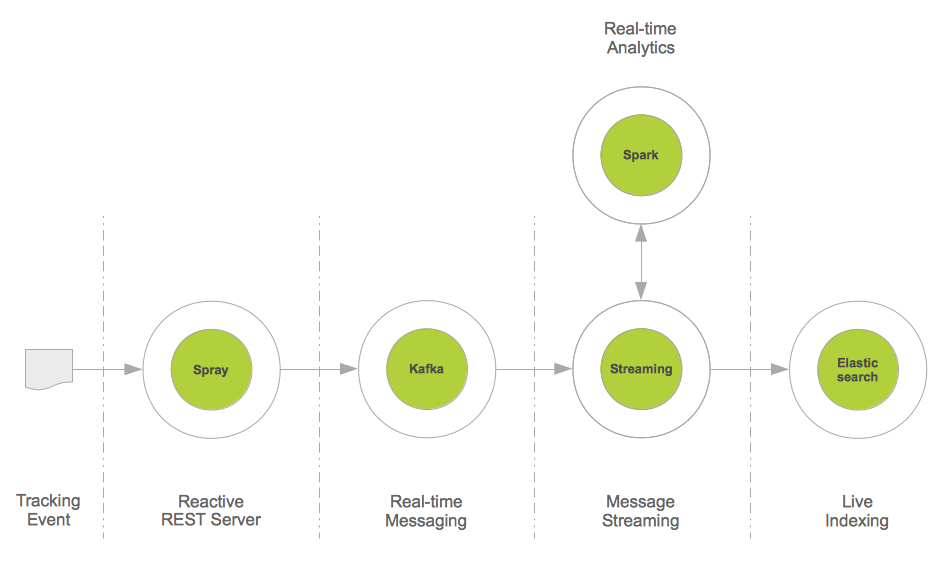 Real-time
Analytics
Spark
Spray
Kafka
Streaming
Elastic
search
Tracking
Event
Reactive
REST Server
Real-time
Messaging
Message
Streaming
Live
Indexing